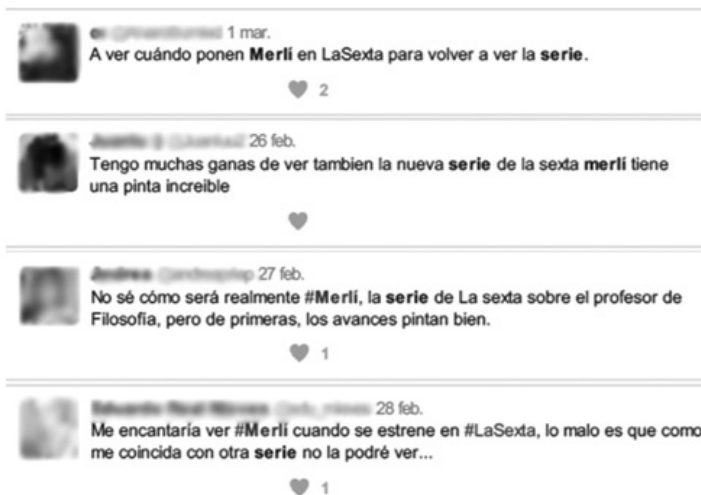 1 mar.
A ver cuándo ponen Merlí en LaSexta para volver a ver la serie.
2
26 feb.
Tengo muchas ganas de ver tambien la nueva serie de la sexta merlí tiene
una pinta increible
27 feb.
No sé cómo será realmente #Merlí, la serie de La sexta sobre el profesor de
Filosofía, pero de primeras, los avances pintan bien.
1
28 feb.
Me encantaría ver #Merlí cuando se estrene en #LaSexta, lo malo es que como
me coincida con otra serie no la podré ver...
1